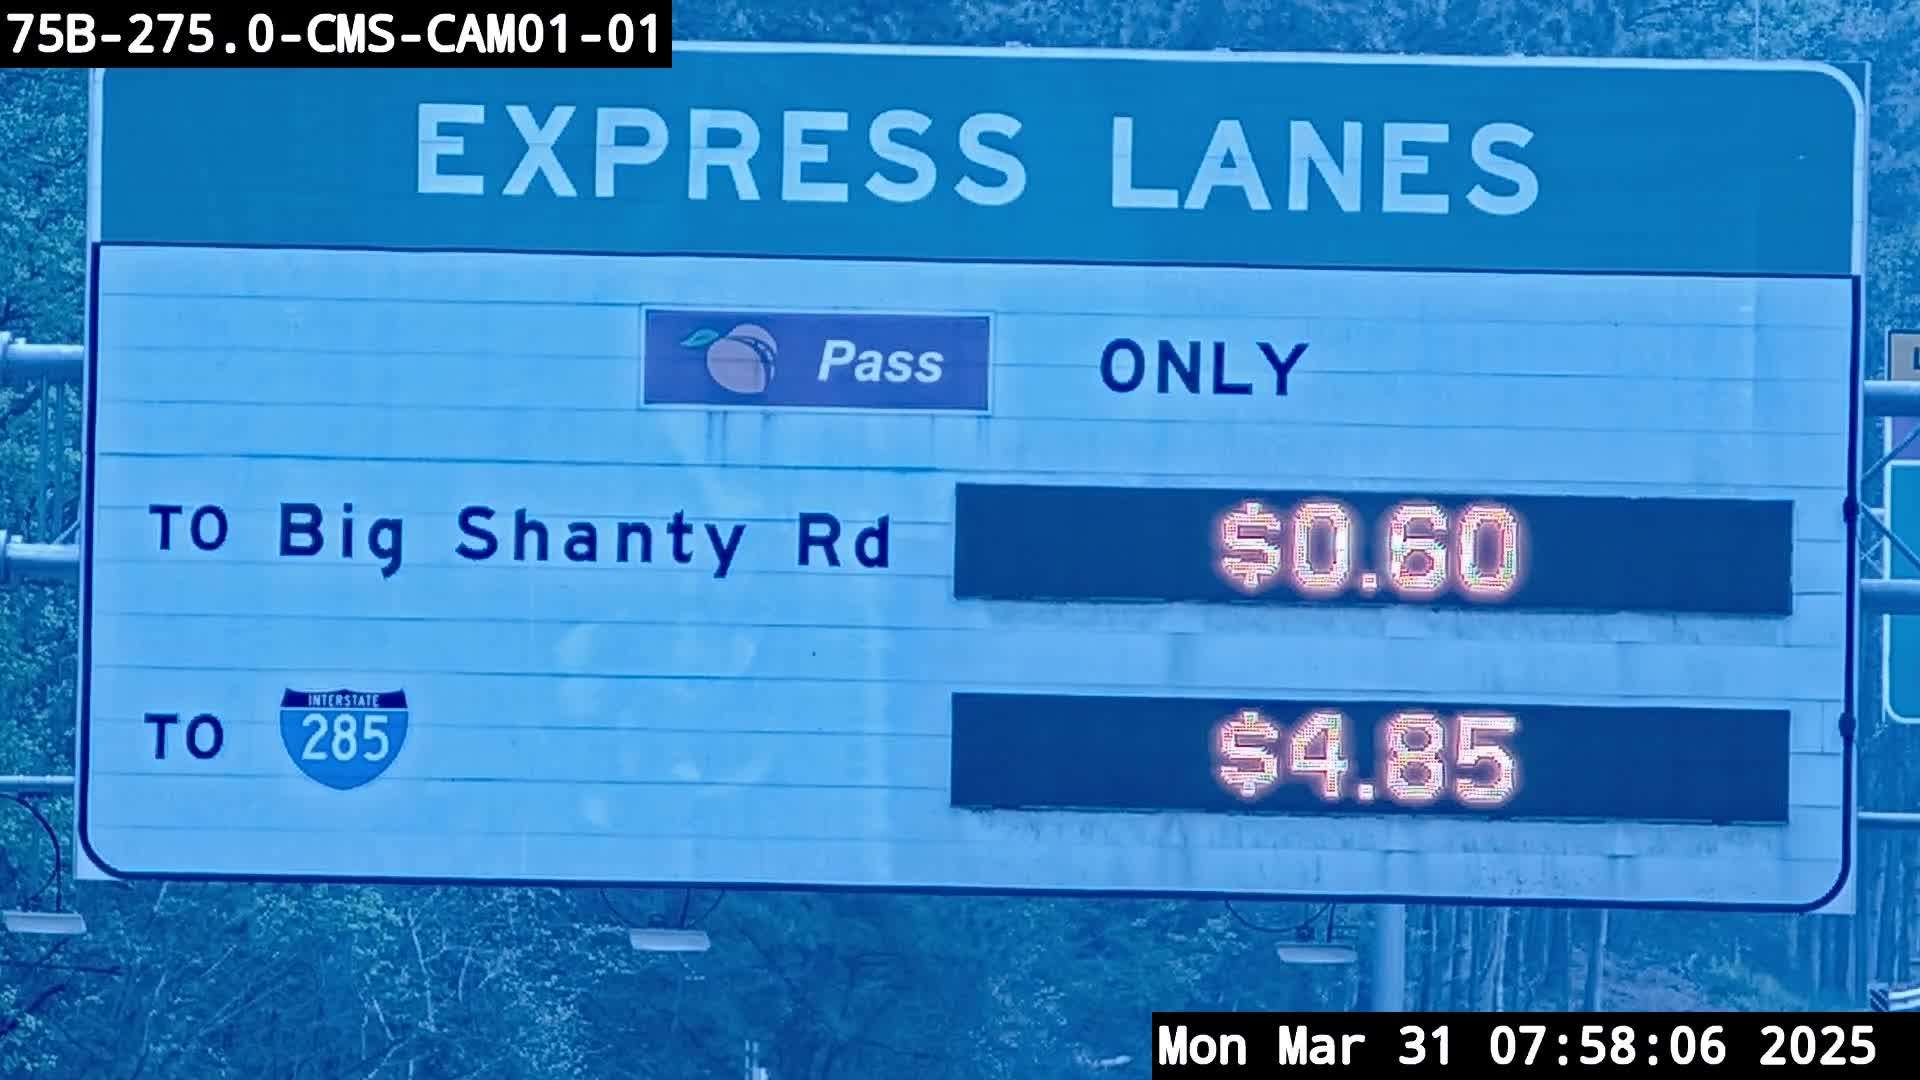 75B-275.0-CMS-CAM01-01
EXPRESS LANES
Pass ONLY
TO Big Shanty Rd $0.60
TO INTERSTATE 285 $4.85
Mon Mar 31 07:58:06 2025